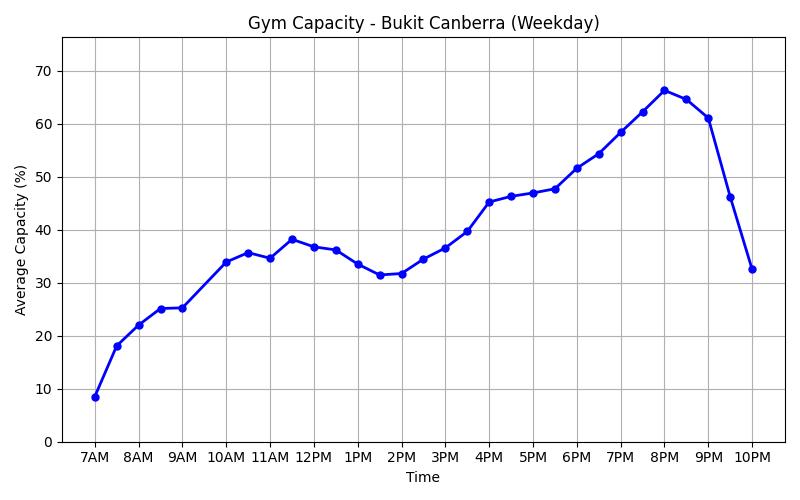 Gym Capacity - Bukit Canberra (Weekday)
Average Capacity (%)
70
60
50
40
30
20
10
0
7AM 8AM 9AM 10AM 11AM 12PM 1PM 2PM 3PM 4PM 5PM 6PM 7PM 8PM 9PM 10PM
Time